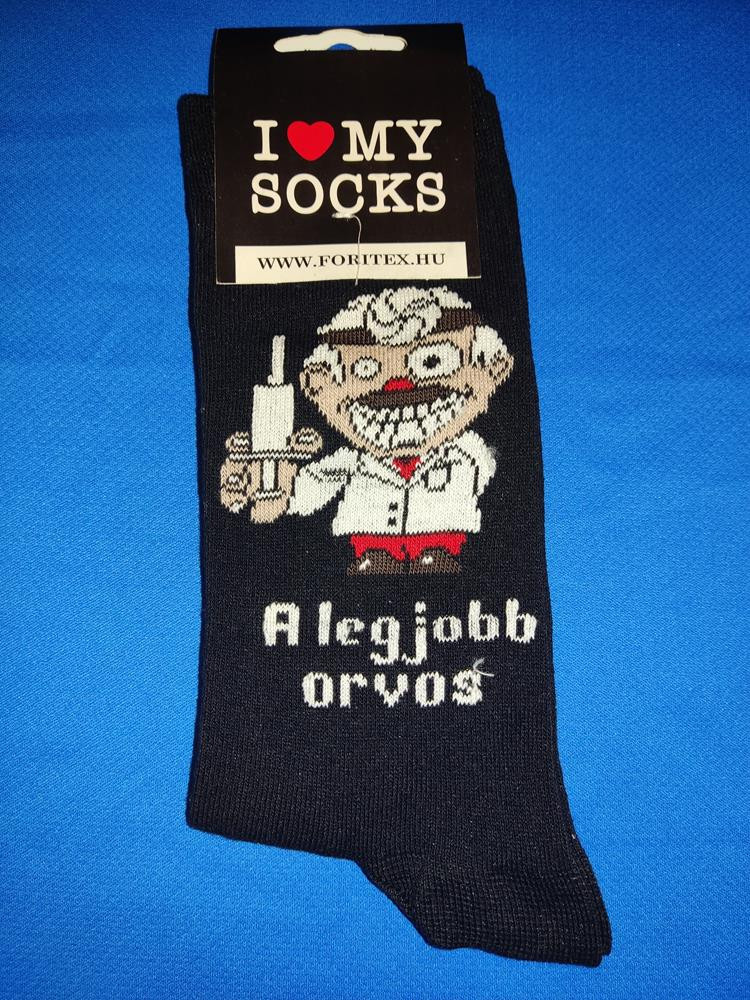 I ❤ MY
SOCKS
WWW.FORITEX.HU
A legjobb
orvos